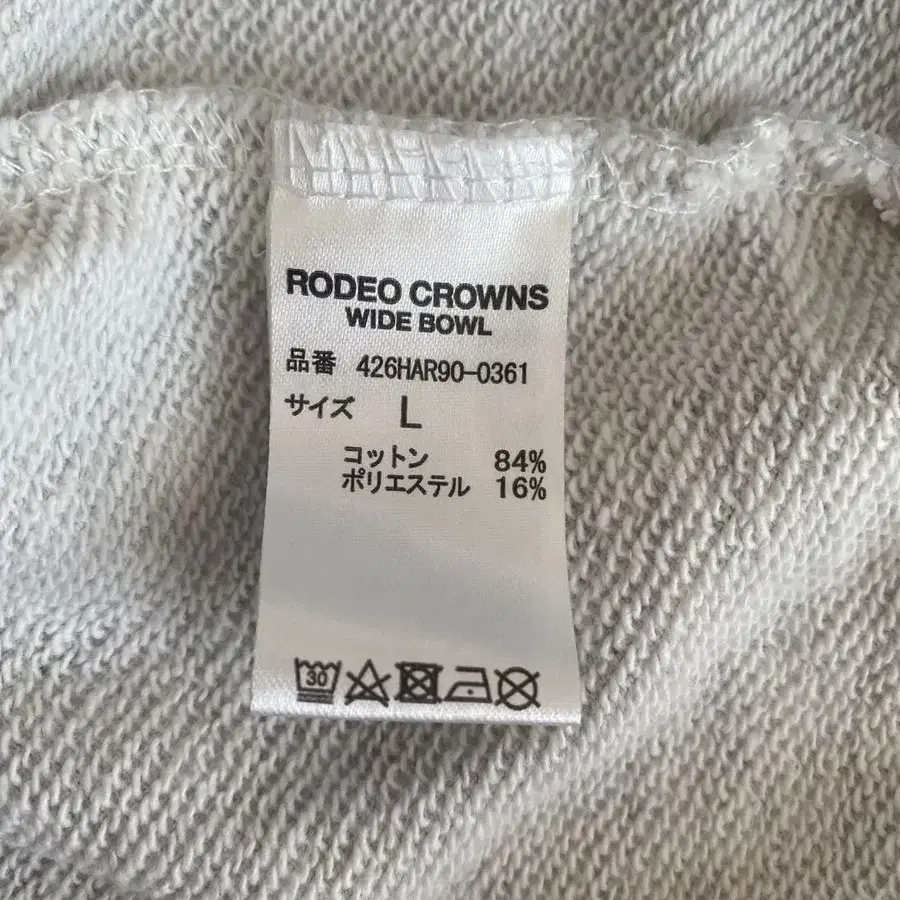 RODEO CROWNS
WIDE BOWL
品番 426HAR90-0361
サイズ L
コットン 84%
ポリエステル 16%
30